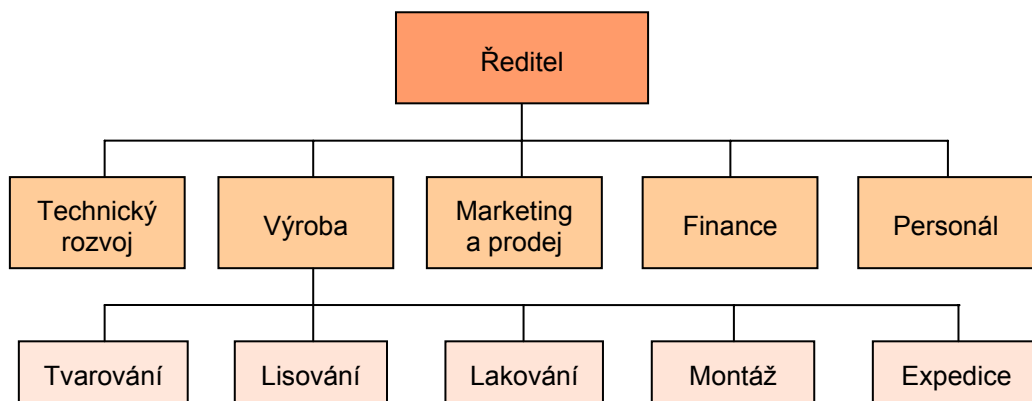 Ředitel
Technický
rozvoj
Výroba
Marketing
a prodej
Finance
Personál
Tvarování
Lisování
Lakování
Montáž
Expedice